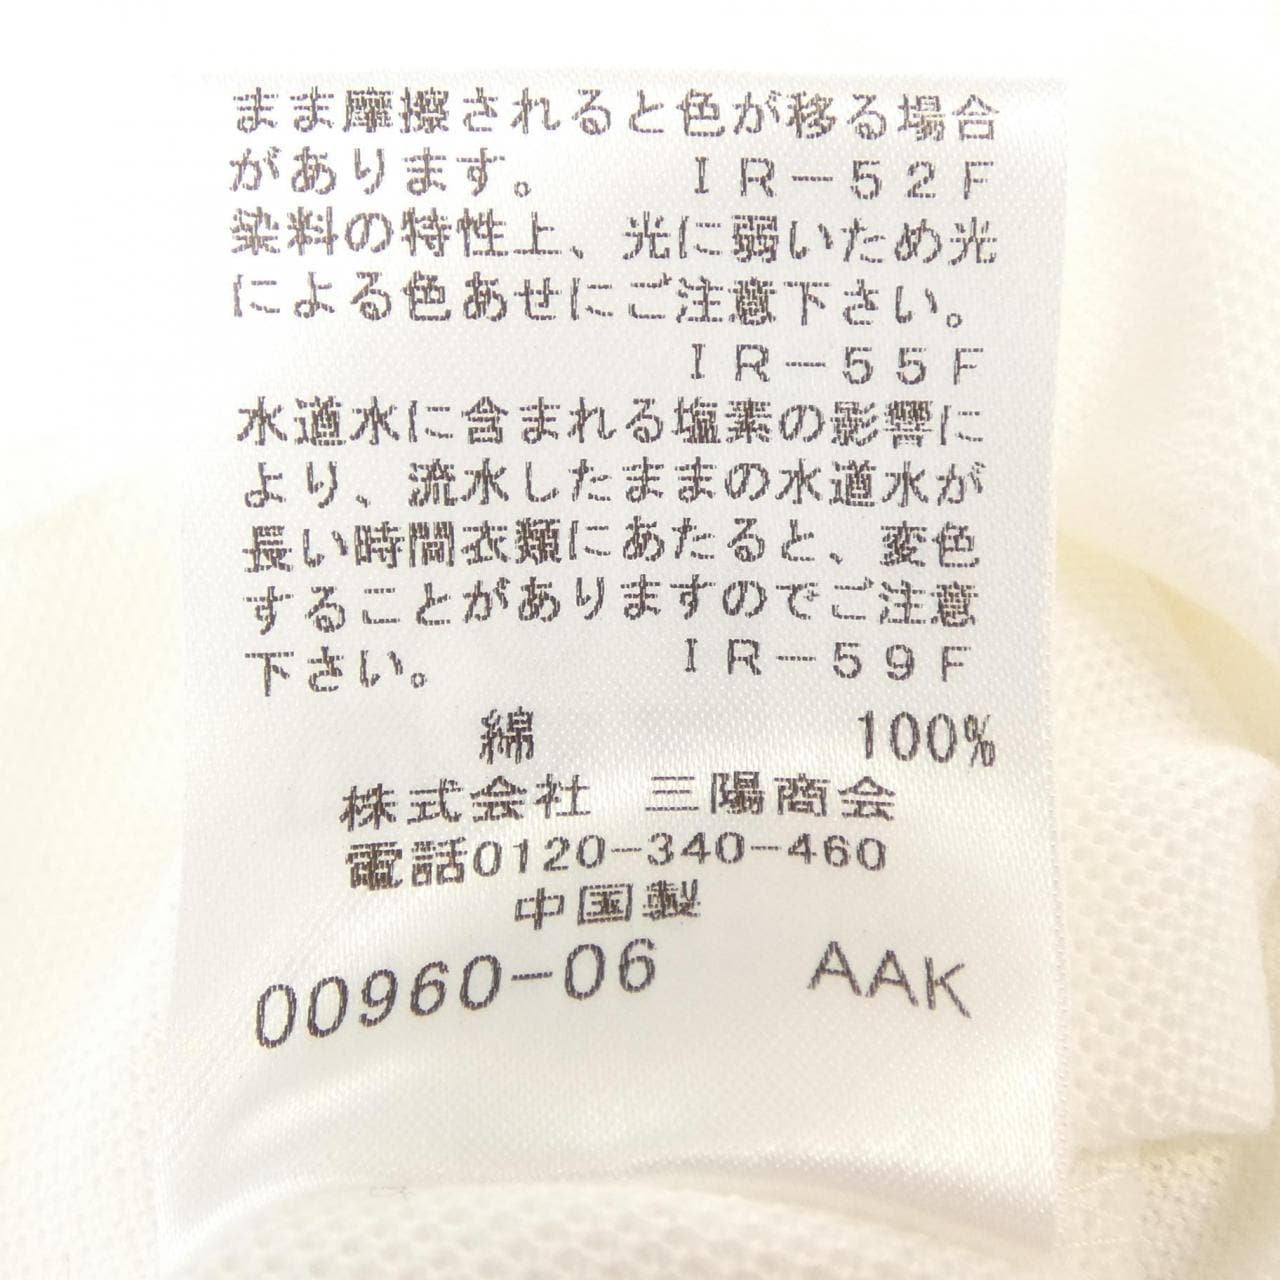 まま摩擦されると色が移る場合
があります。 IR-52F
染料の特性上、光に弱いため光
による色あせにご注意下さい。
IR-55F
水道水に含まれる塩素の影響に
より、流水したままの水道水が
長い時間衣類にあたると、変色
することがありますのでご注意
下さい。 IR-59F
綿 100%
株式会社 三陽商会
電話0120-340-460
中国製
00960-06 AAK